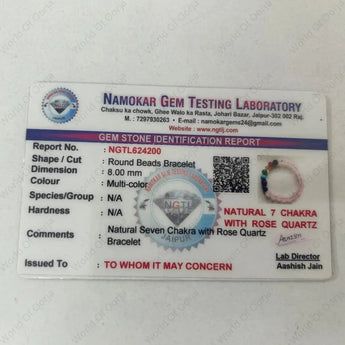 NAMOKAR GEM TESTING LABORATORY
Chaksu ka chowk, Ghee Walo ka Rasta, Johari Bazar, Jaipur-302 002 Raj.
M : 7297930263 • E-mail : namokargems24@gmail.com
Website : www.ngtlj.com
GEM STONE IDENTIFICATION REPORT
Report No. : NGTL624200
Shape / Cut : Round Beads Bracelet
Dimension : 8.00 mm
Colour : Multi-color
Species/Group : N/A
Hardness : N/A
NATURAL 7 CHAKRA
WITH ROSE QUARTZ
Comments : Natural Seven Chakra with Rose Quartz
Bracelet
Issued To : TO WHOM IT MAY CONCERN
Lab Director
Aashish Jain
NGTL
JAIPUR